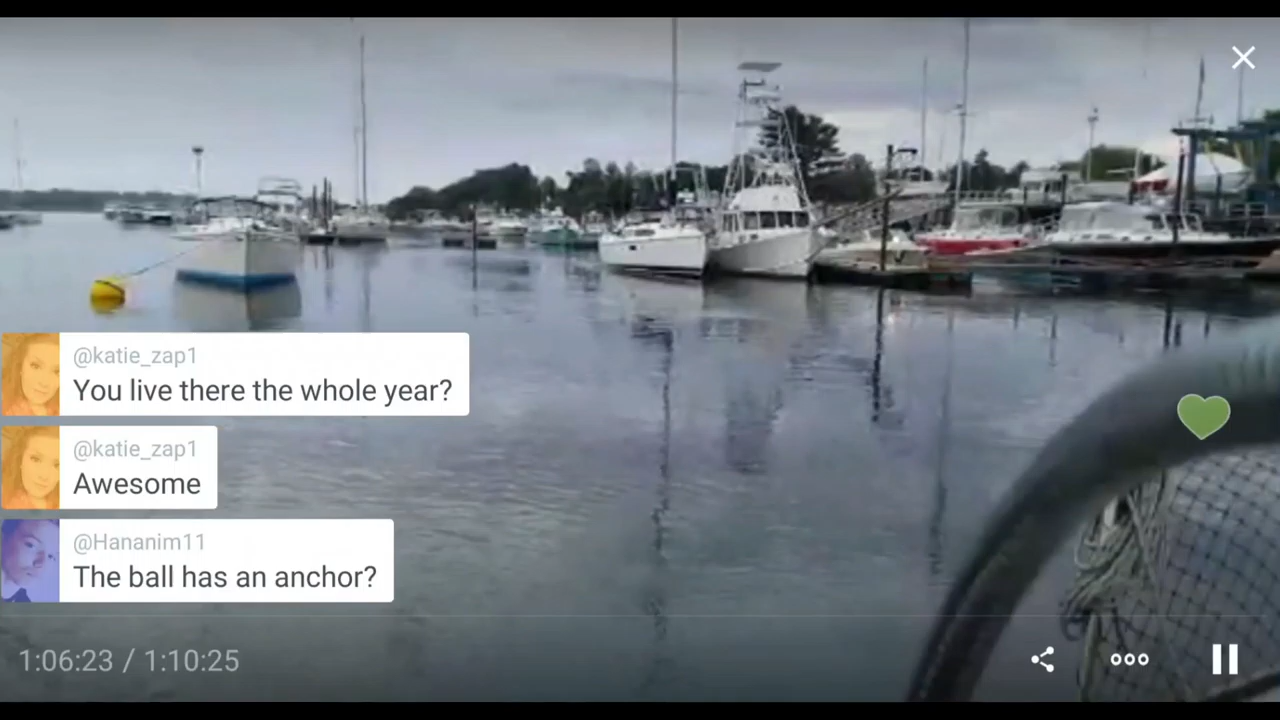 @katie_zap1
You live there the whole year?
@katie_zap1
Awesome
@Hananim11
The ball has an anchor?
1:06:23 / 1:10:25